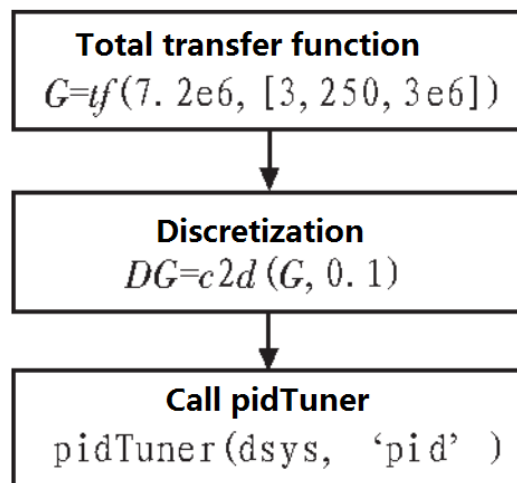 Total transfer function
G=tf(7.2e6, [3, 250, 3e6])
Discretization
DG=c2d(G, 0.1)
Call pidTuner
pidTuner(dsys, ‘pid’ )